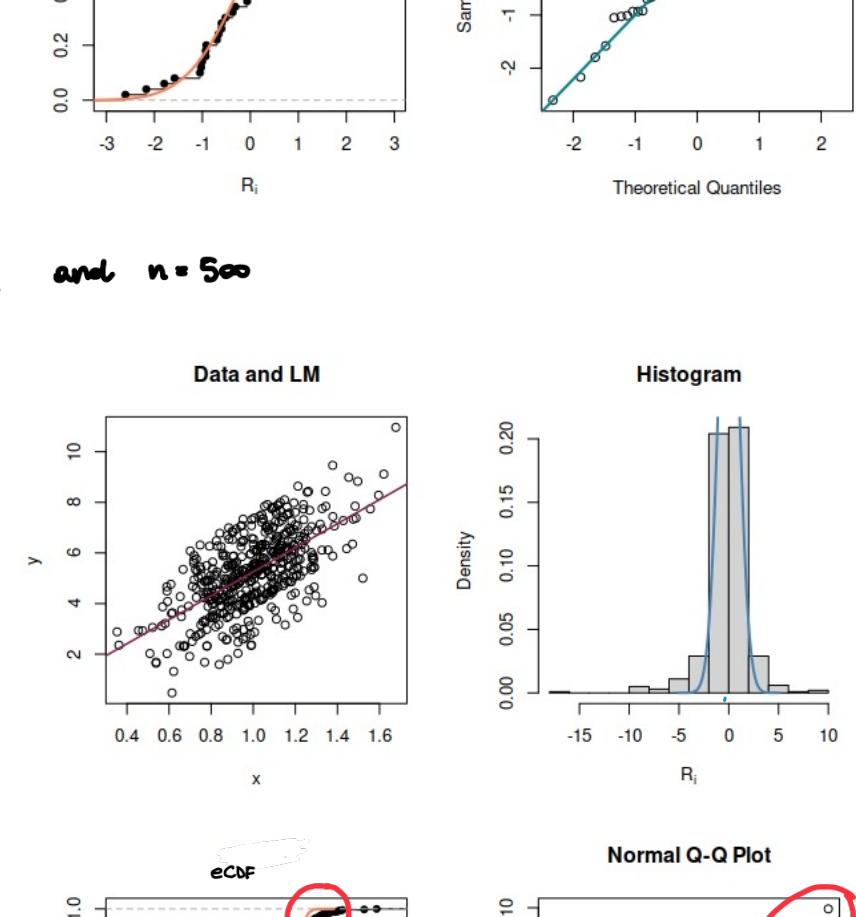 Sam
0.2
0.0
-3 -2 -1 0 1 2 3
Ri
-1
-2
-2 -1 0 1 2
Theoretical Quantiles
and n = 500
Data and LM
10
8
6
4
2
y
0.4 0.6 0.8 1.0 1.2 1.4 1.6
x
Histogram
0.20
0.15
0.10
0.05
0.00
Density
-15 -10 -5 0 5 10
Ri
eCDF
1.0
Normal Q-Q Plot
10